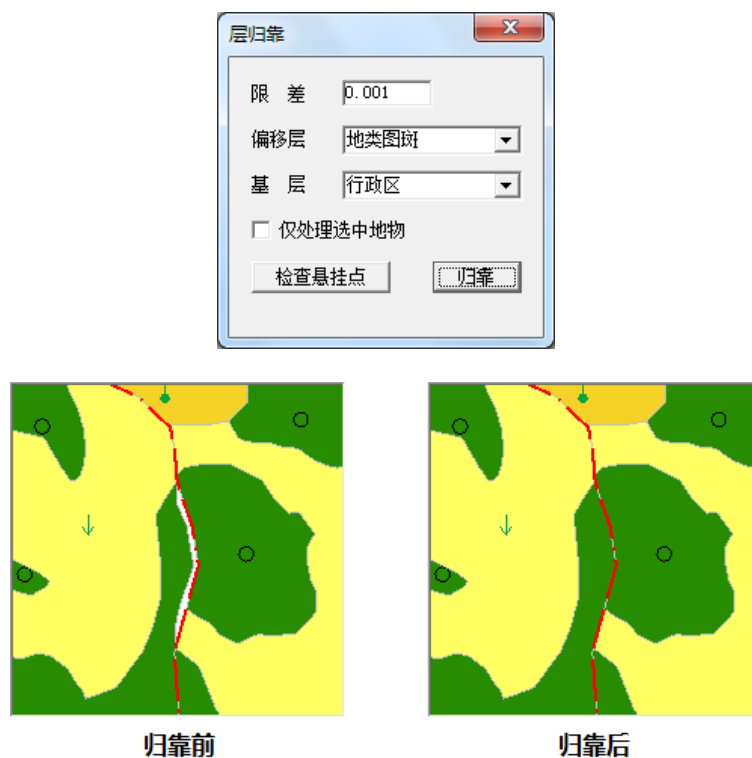 层归靠
限 差 0.001
偏移层 地类图斑
基 层 行政区
仅处理选中地物
检查悬挂点 归靠
归靠前 归靠后